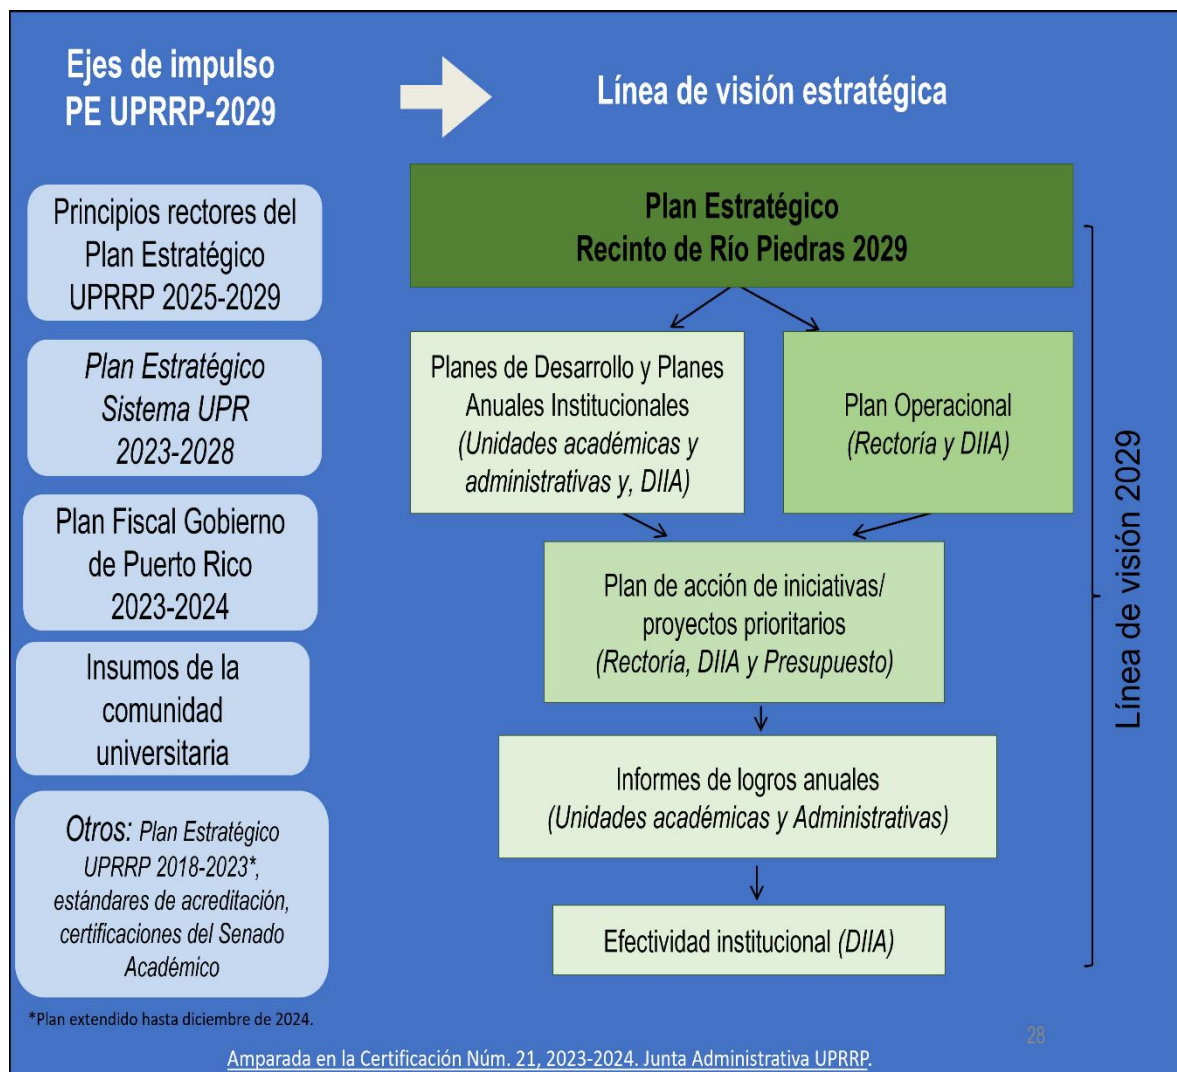 Ejes de impulso
PE UPRRP-2029
Línea de visión estratégica
Principios rectores del
Plan Estratégico
UPRRP 2025-2029
Plan Estratégico
Sistema UPR
2023-2028
Plan Fiscal Gobierno
de Puerto Rico
2023-2024
Insumos de la
comunidad
universitaria
Otros: Plan Estratégico
UPRRP 2018-2023*,
estándares de acreditación,
certificaciones del Senado
Académico
*Plan extendido hasta diciembre de 2024.
Plan Estratégico
Recinto de Río Piedras 2029
Planes de Desarrollo y Planes
Anuales Institucionales
(Unidades académicas y
administrativas y, DIIA)
Plan Operacional
(Rectoría y DIIA)
Plan de acción de iniciativas/
proyectos prioritarios
(Rectoría, DIIA y Presupuesto)
Informes de logros anuales
(Unidades académicas y Administrativas)
Efectividad institucional (DIIA)
Línea de visión 2029
28
Amparada en la Certificación Núm. 21, 2023-2024. Junta Administrativa UPRRP.